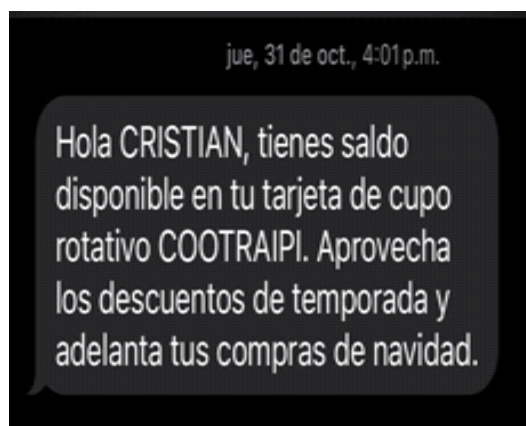 jue, 31 de oct., 4:01 p.m.
Hola CRISTIAN, tienes saldo
disponible en tu tarjeta de cupo
rotativo COOTRAIPI. Aprovecha
los descuentos de temporada y
adelanta tus compras de navidad.